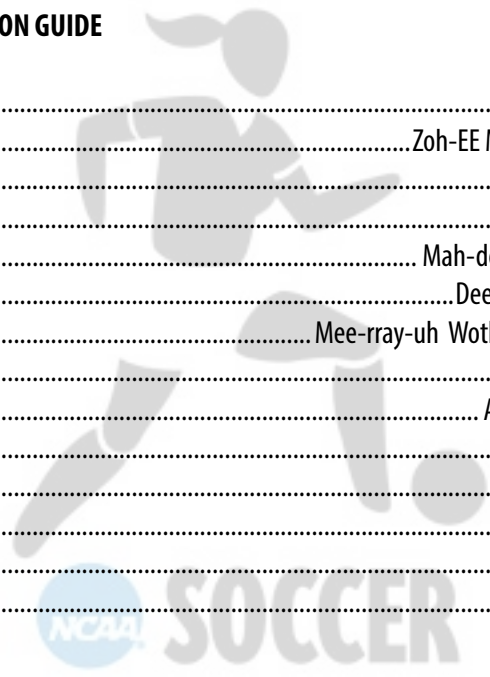 ON GUIDE
................
................Zoh-EE
................
................
................ Mah-d
................Dee
................Mee-rray-uh Wot
................
................ A
................
................
................
................
................
NCAA SOCCER